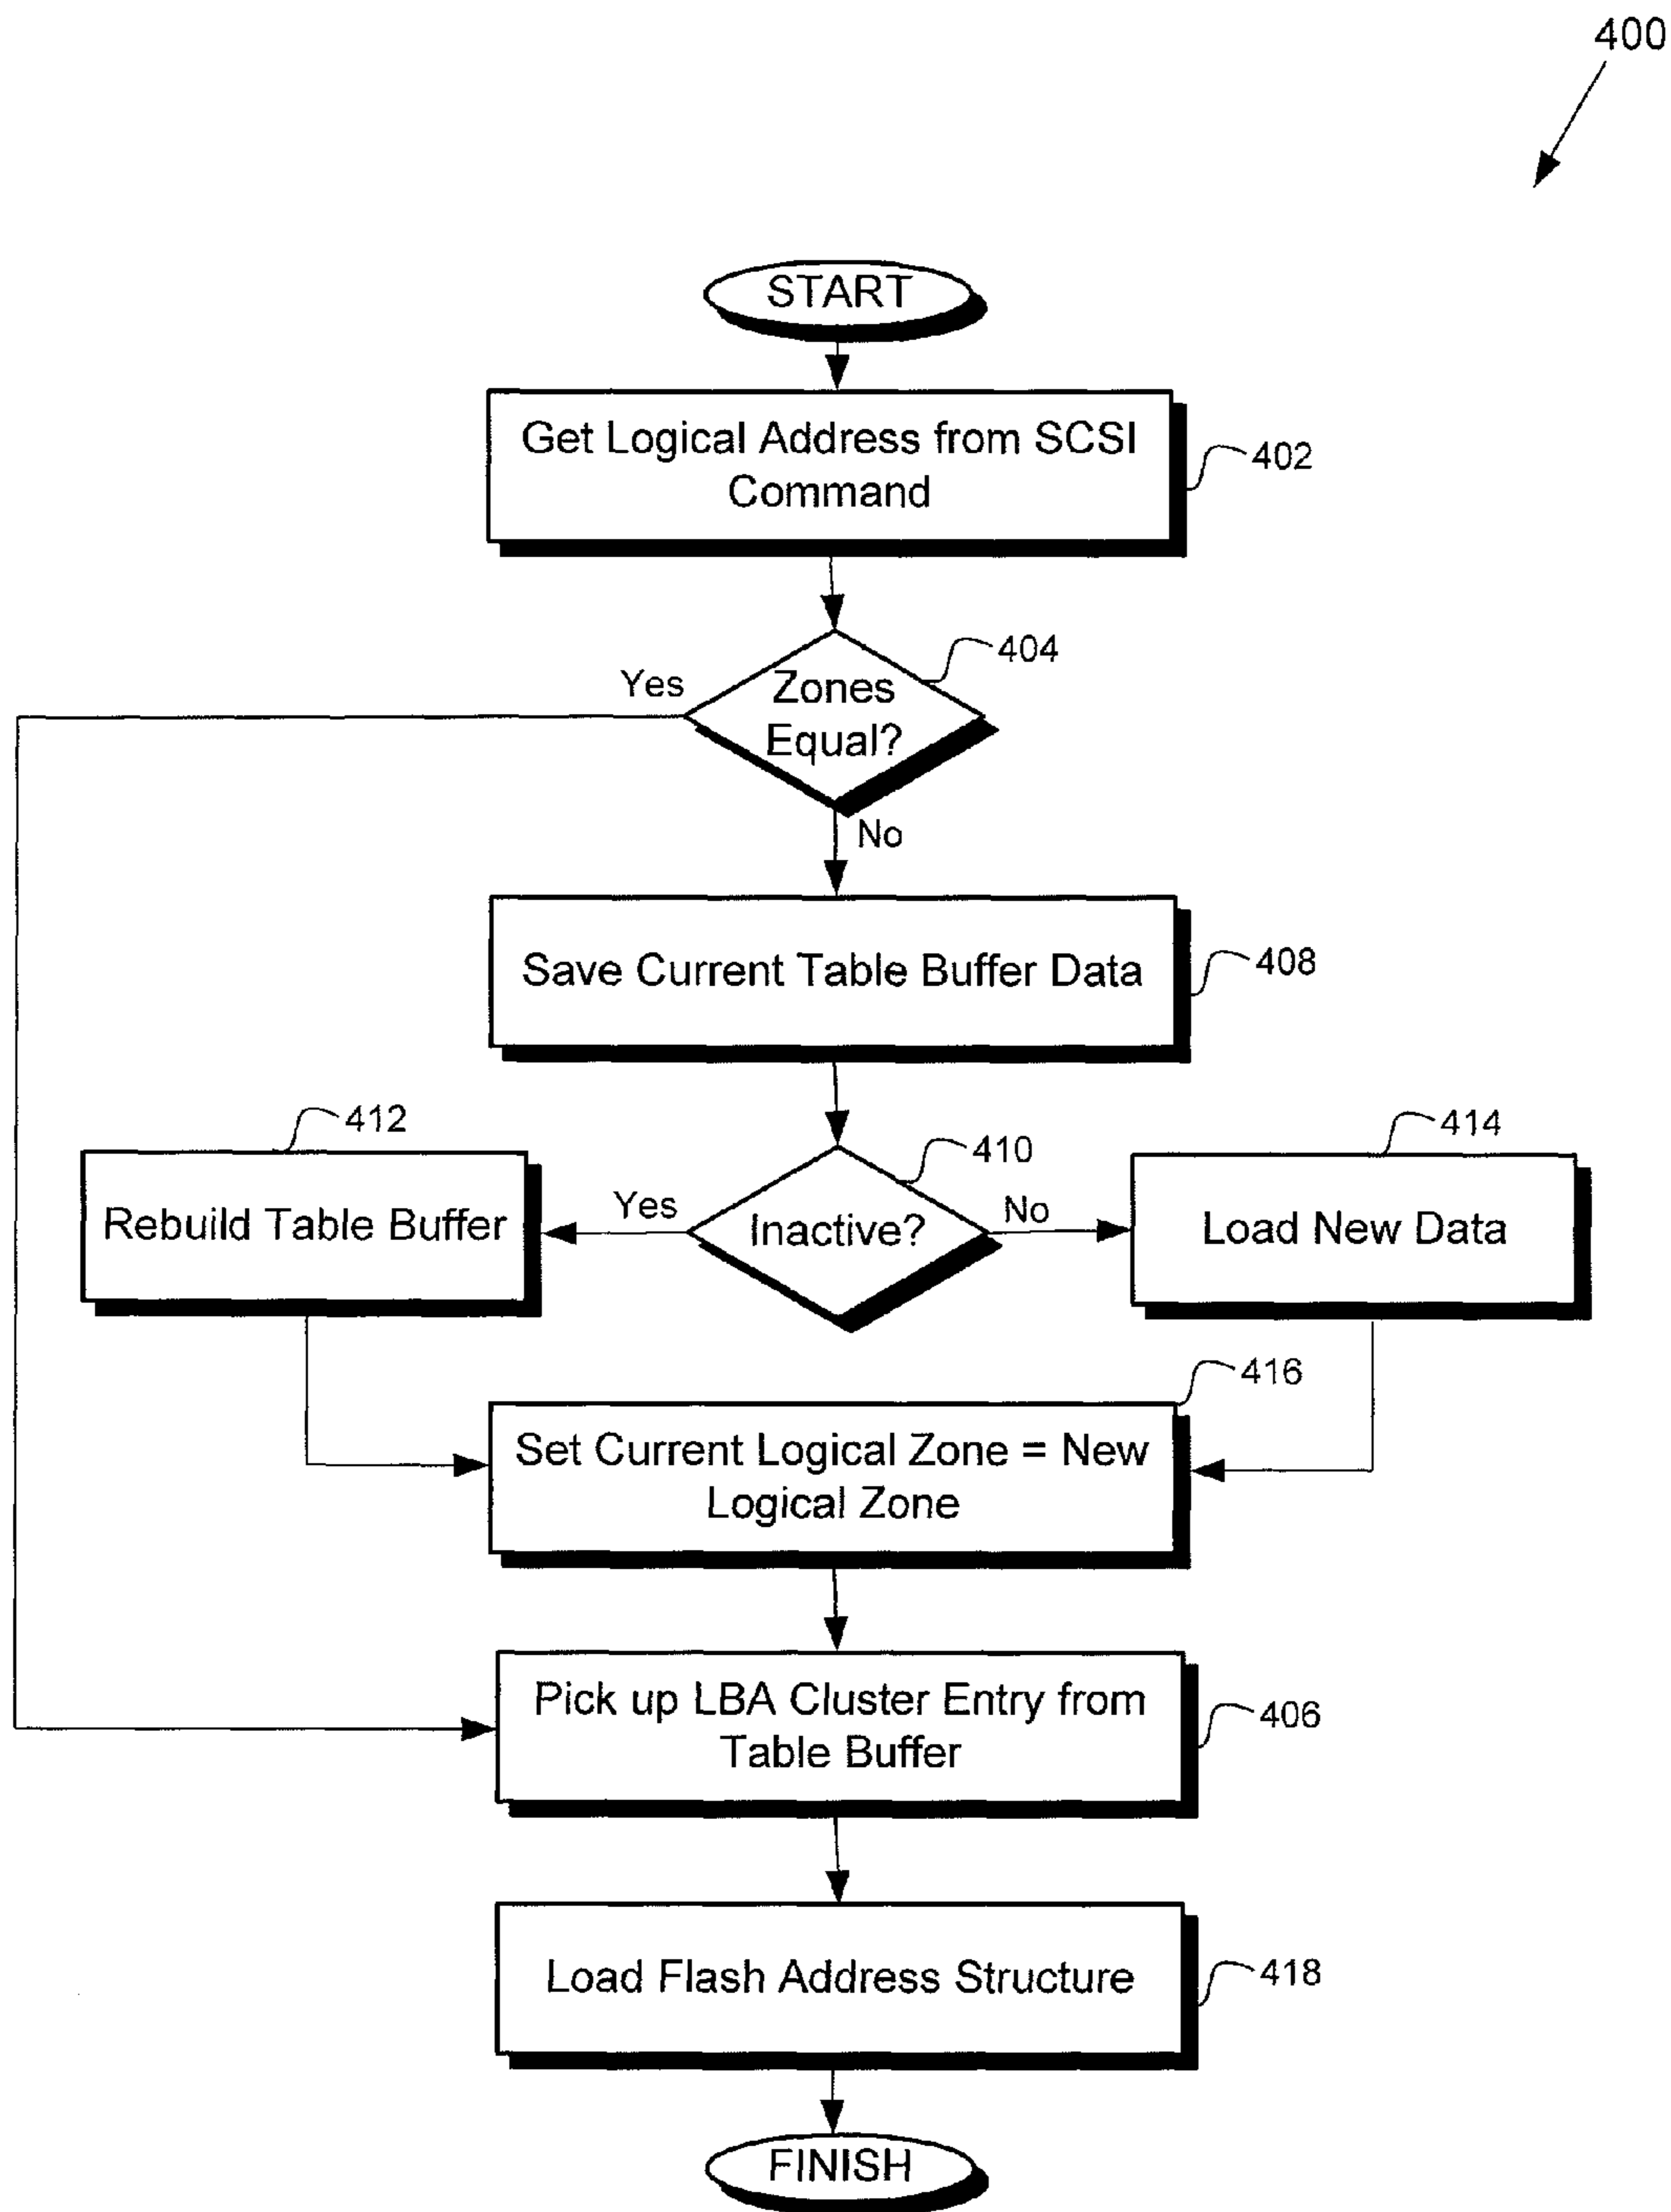 400
START
Get Logical Address from SCSI
Command
402
404
Yes
Zones
Equal?
No
Save Current Table Buffer Data
408
412
410
414
Rebuild Table Buffer
Yes
Inactive?
No
Load New Data
416
Set Current Logical Zone = New
Logical Zone
Pick up LBA Cluster Entry from
Table Buffer
406
Load Flash Address Structure
418
FINISH